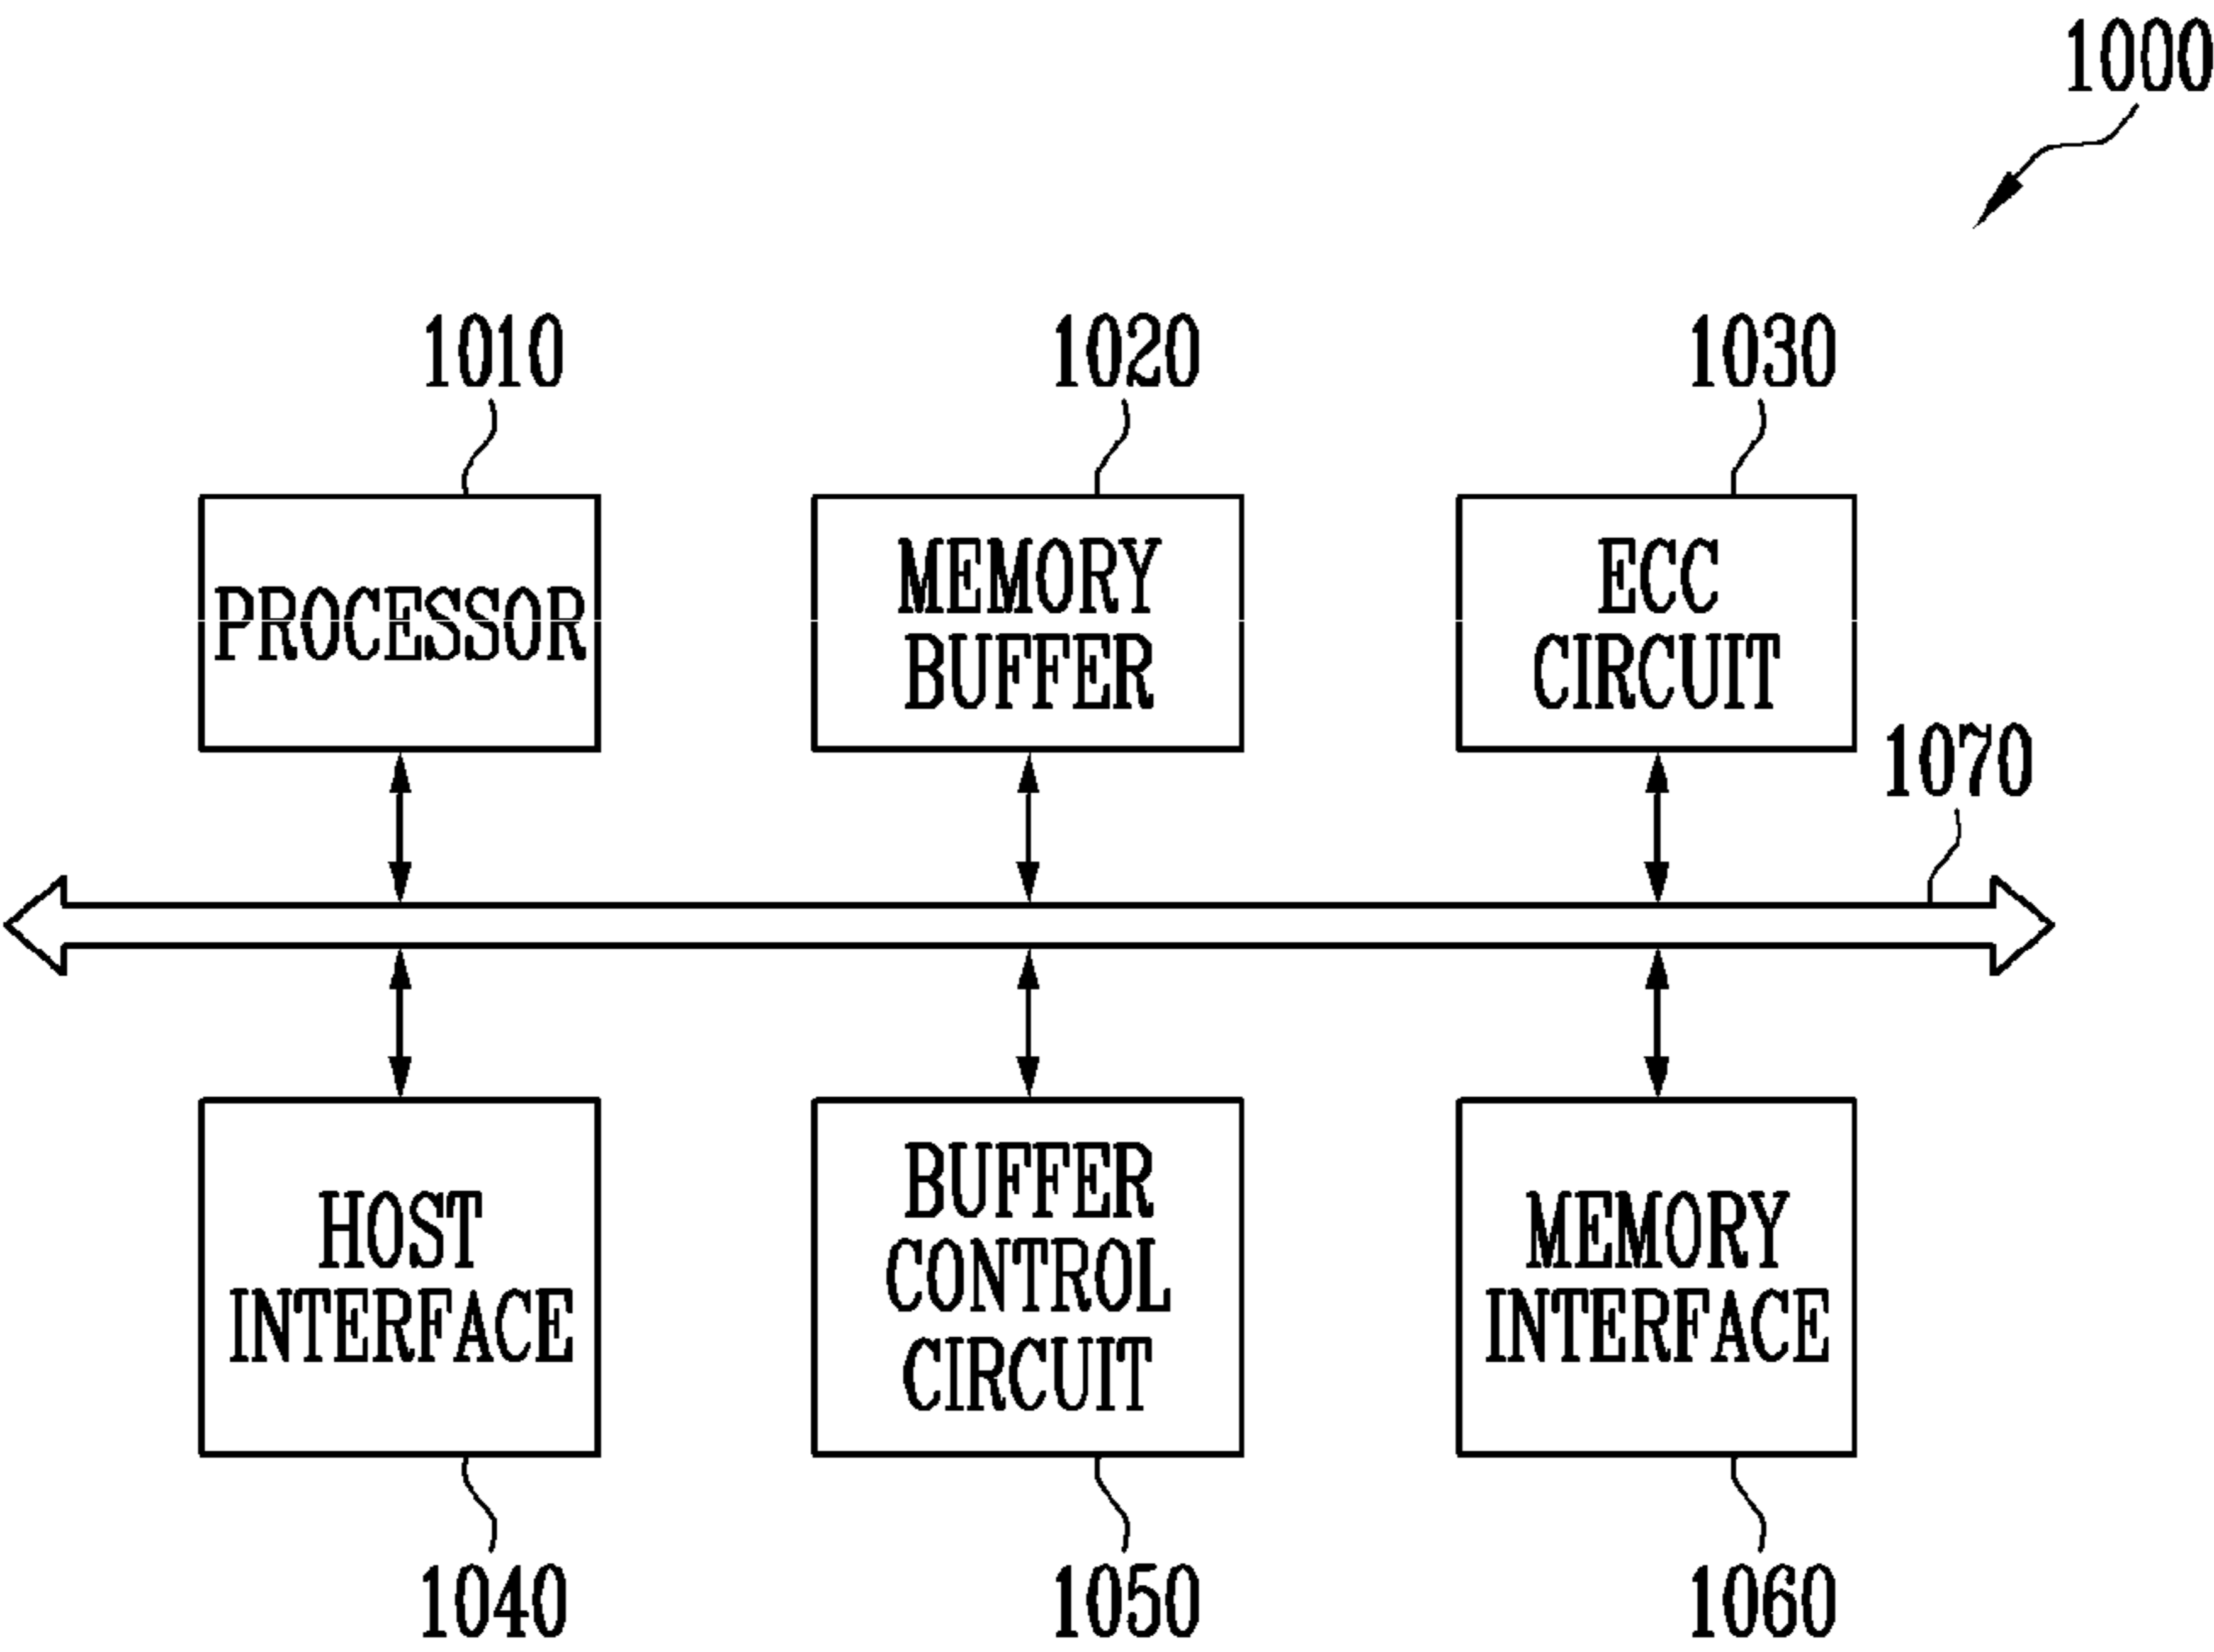 1000
1010
1020
1030
PROCESSOR
MEMORY
BUFFER
ECC
CIRCUIT
1070
HOST
INTERFACE
BUFFER
CONTROL
CIRCUIT
MEMORY
INTERFACE
1040
1050
1060